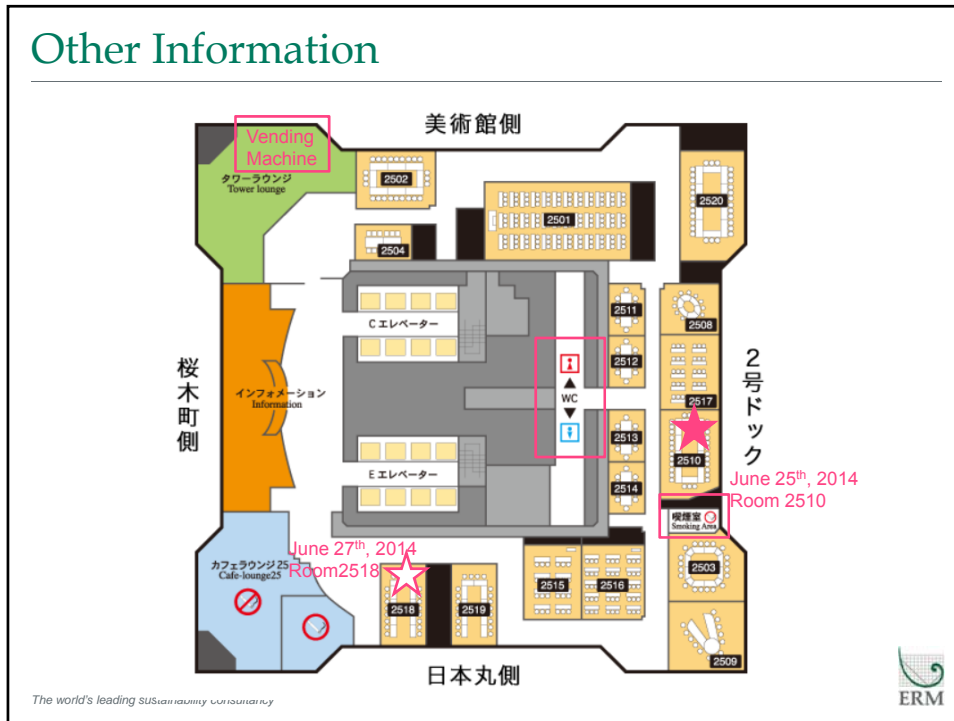 Other Information
美術館側
Vending
Machine
タワーラウンジ
Tower lounge
2502
2501
2520
2504
Cエレベーター
2511
2508
2512
桜木町側
インフォメーション
Information
WC
2号ドック
2517
2513
2510
Eエレベーター
2514
June 25th, 2014
Room 2510
喫煙室
Smoking Area
June 27th, 2014
Room2518
カフェラウンジ 25
Cafe-lounge25
2515
2516
2503
2518
2519
2509
日本丸側
The world's leading sustainability consultancy
ERM